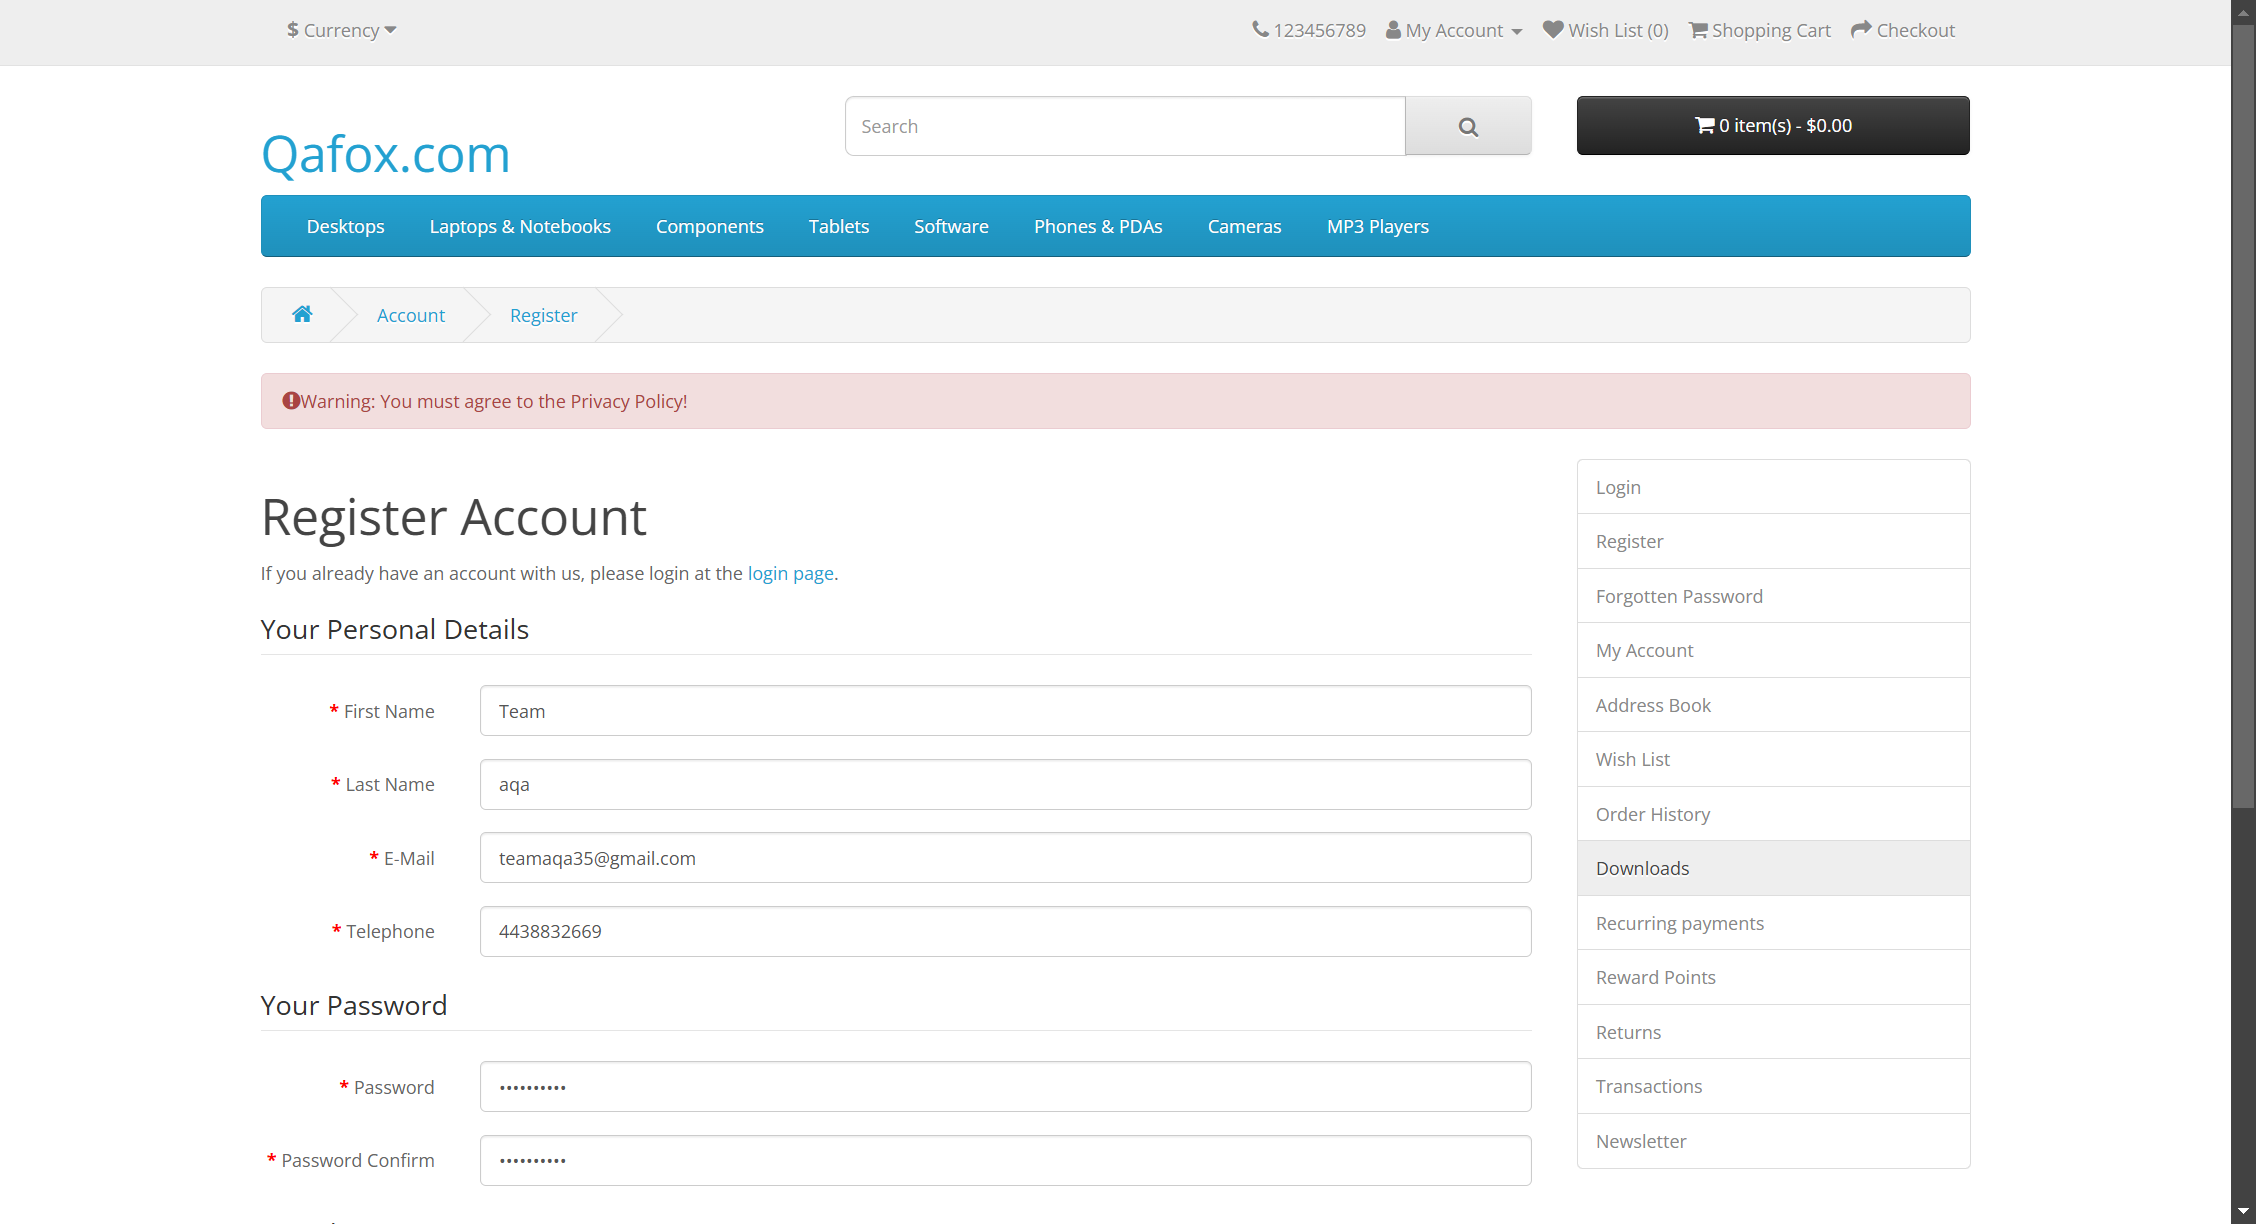 $ Currency
123456789 My Account Wish List (0) Shopping Cart Checkout
Qafox.com
Search
0 item(s) - $0.00
Desktops Laptops & Notebooks Components Tablets Software Phones & PDAs Cameras MP3 Players
Account Register
Warning: You must agree to the Privacy Policy!
Register Account
If you already have an account with us, please login at the login page.
Your Personal Details
* First Name Team
* Last Name aqa
* E-Mail teamaqa35@gmail.com
* Telephone 4438832669
Your Password
* Password ••••••••••
* Password Confirm ••••••••••
Login
Register
Forgotten Password
My Account
Address Book
Wish List
Order History
Downloads
Recurring payments
Reward Points
Returns
Transactions
Newsletter